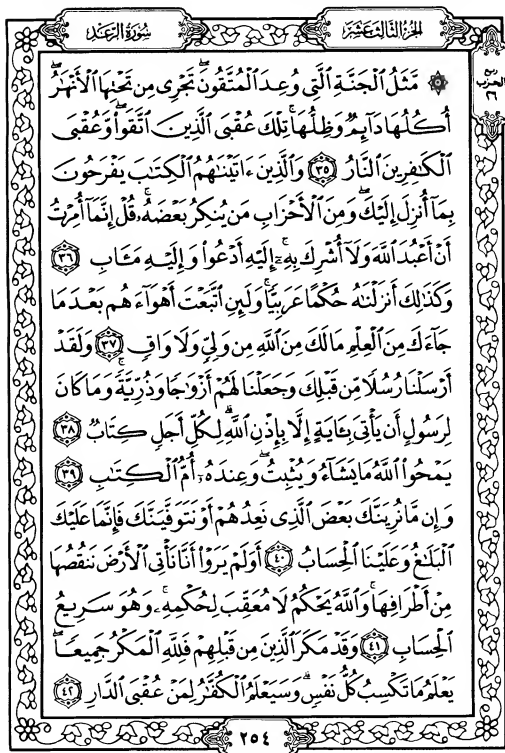 الجزء الثالث عشر
سورة الرعد
ربع
الحزب
٢٦
۞ مَّثَلُ ٱلْجَنَّةِ ٱلَّتِى وُعِدَ ٱلْمُتَّقُونَ ۖ تَجْرِى مِن تَحْتِهَا ٱلْأَنْهَٰرُ ۖ
أُكُلُهَا دَآئِمٌ وَظِلُّهَا ۚ تِلْكَ عُقْبَى ٱلَّذِينَ ٱتَّقَوا۟ ۖ وَّعُقْبَى
ٱلْكَٰفِرِينَ ٱلنَّارُ ٣٥ وَٱلَّذِينَ ءَاتَيْنَٰهُمُ ٱلْكِتَٰبَ يَفْرَحُونَ
بِمَآ أُنزِلَ إِلَيْكَ ۖ وَمِنَ ٱلْأَحْزَابِ مَن يُنكِرُ بَعْضَهُۥ ۚ قُلْ إِنَّمَآ أُمِرْتُ
أَنْ أَعْبُدَ ٱللَّهَ وَلَآ أُشْرِكَ بِهِۦٓ ۚ إِلَيْهِ أَدْعُوا۟ وَإِلَيْهِ مَـَٔابِ ٣٦
وَكَذَٰلِكَ أَنزَلْنَٰهُ حُكْمًا عَرَبِيًّا ۚ وَلَئِنِ ٱتَّبَعْتَ أَهْوَآءَهُم بَعْدَ مَا
جَآءَكَ مِنَ ٱلْعِلْمِ مَا لَكَ مِنَ ٱللَّهِ مِن وَلِىٍّ وَلَا وَاقٍ ٣٧ وَلَقَدْ
أَرْسَلْنَا رُسُلًا مِّن قَبْلِكَ وَجَعَلْنَا لَهُمْ أَزْوَٰجًا وَذُرِّيَّةً ۚ وَمَا كَانَ
لِرَسُولٍ أَن يَأْتِىَ بِـَٔايَةٍ إِلَّا بِإِذْنِ ٱللَّهِ ۗ لِكُلِّ أَجَلٍ كِتَابٌ ٣٨
يَمْحُوا۟ ٱللَّهُ مَا يَشَآءُ وَيُثْبِتُ ۖ وَعِندَهُۥٓ أُمُّ ٱلْكِتَٰبِ ٣٩
وَإِن مَّا نُرِيَنَّكَ بَعْضَ ٱلَّذِى نَعِدُهُمْ أَوْ نَتَوَفَّيَنَّكَ فَإِنَّمَا عَلَيْكَ
ٱلْبَلَٰغُ وَعَلَيْنَا ٱلْحِسَابُ ٤٠ أَوَلَمْ يَرَوْا۟ أَنَّا نَأْتِى ٱلْأَرْضَ نَنقُصُهَا
مِنْ أَطْرَافِهَا ۚ وَٱللَّهُ يَحْكُمُ لَا مُعَقِّبَ لِحُكْمِهِۦ ۚ وَهُوَ سَرِيعُ
ٱلْحِسَابِ ٤١ وَقَدْ مَكَرَ ٱلَّذِينَ مِن قَبْلِهِمْ فَلِلَّهِ ٱلْمَكْرُ جَمِيعًا ۖ
يَعْلَمُ مَا تَكْسِبُ كُلُّ نَفْسٍ ۗ وَسَيَعْلَمُ ٱلْكُفَّٰرُ لِمَنْ عُقْبَى ٱلدَّارِ ٤٢
٢٥٤